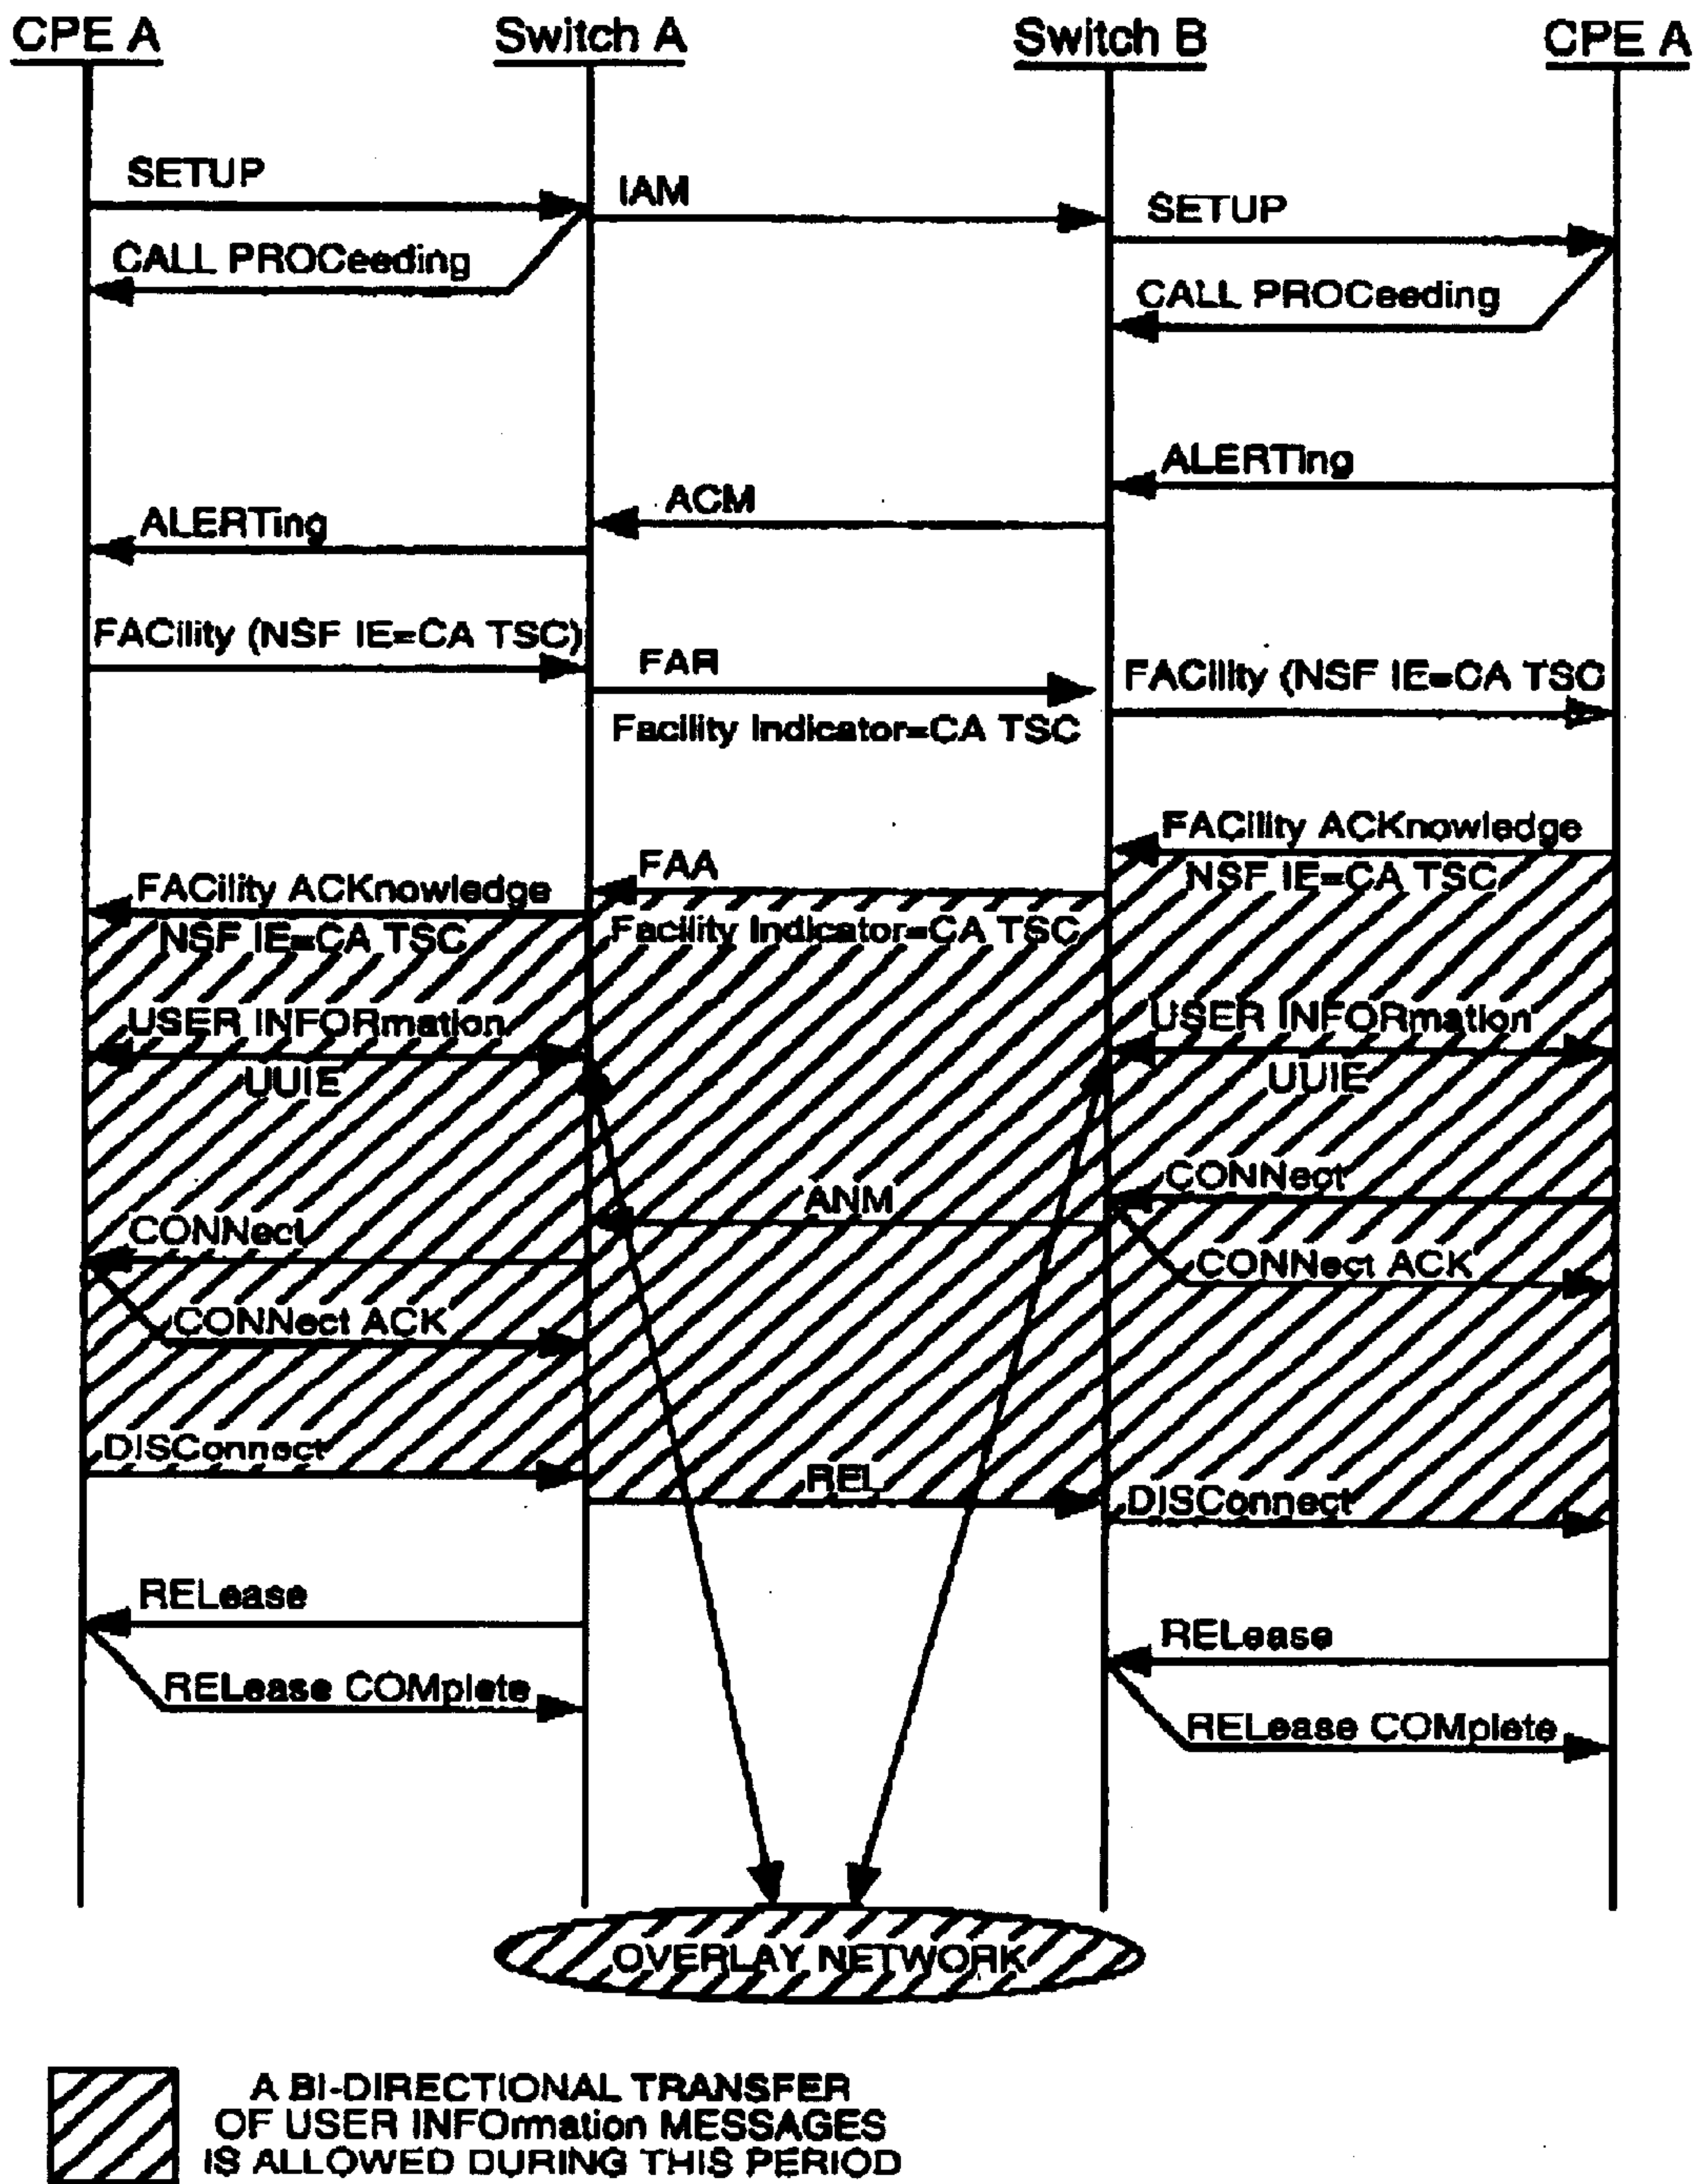 CPE A
Switch A
Switch B
CPE A
SETUP
IAM
SETUP
CALL PROCeeding
CALL PROCeeding
ALERTing
ACM
ALERTing
FACility (NSF IE=CA TSC)
FAR
FACility (NSF IE=CA TSC
Facility Indicator=CA TSC
FACility ACKnowledge
NSF IE=CA TSC
FAA
FACility ACKnowledge
Facility Indicator=CA TSC
NSF IE=CA TSC
USER INFORmation
USER INFORmation
UUIE
UUIE
CONNect
ANM
CONNect
CONNect ACK
CONNect ACK
DISConnect
REL
DISConnect
RELease
RELease
RELease COMplete
RELease COMplete
OVERLAY NETWORK
A BI-DIRECTIONAL TRANSFER
OF USER INFOrmation MESSAGES
IS ALLOWED DURING THIS PERIOD